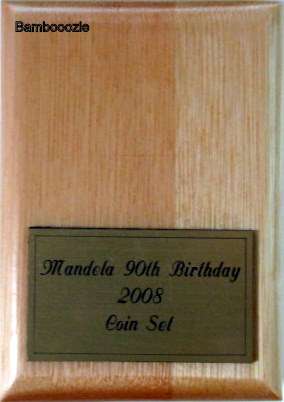 Bambooozle
Mandela 90th Birthday
2008
Coin Set